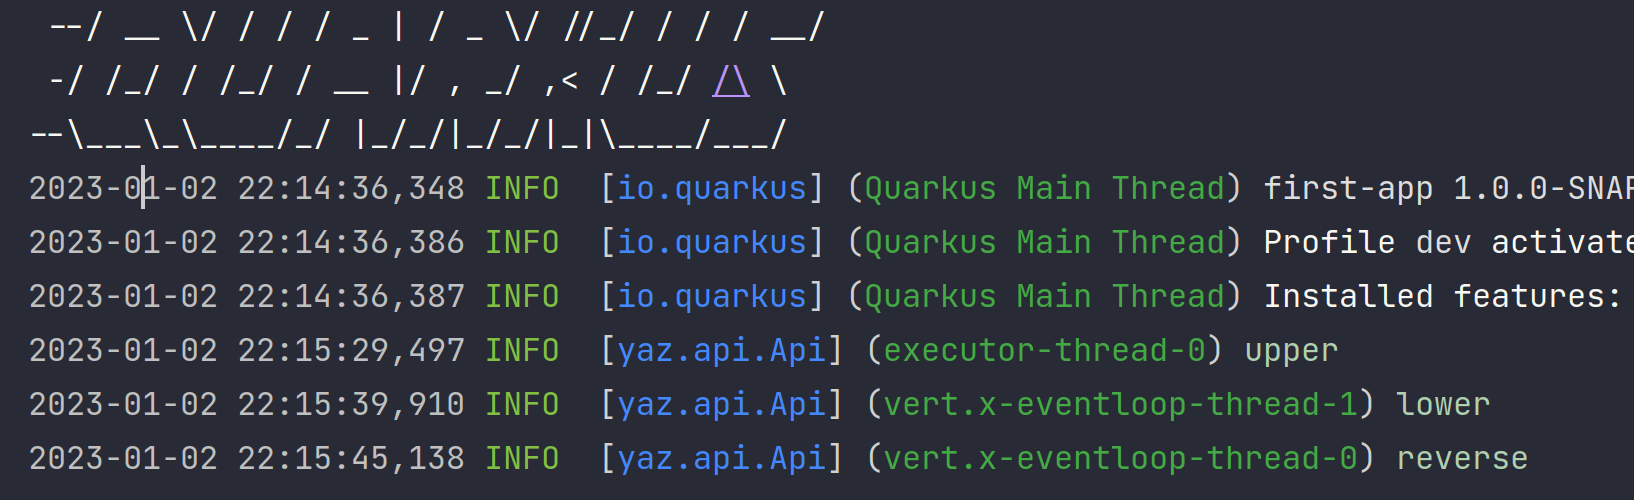 --/ __ \/ / / / _ | / _ \/ //_/ / / / __/
-/ /_/ / /_/ / __ |/ , _/ ,< / /_/ /\ \
--\___\_\____/_/ |_/_/|_/_/|_|\____/___/
2023-01-02 22:14:36,348 INFO  [io.quarkus] (Quarkus Main Thread) first-app 1.0.0-SNAP
2023-01-02 22:14:36,386 INFO  [io.quarkus] (Quarkus Main Thread) Profile dev activate
2023-01-02 22:14:36,387 INFO  [io.quarkus] (Quarkus Main Thread) Installed features:
2023-01-02 22:15:29,497 INFO  [yaz.api.Api] (executor-thread-0) upper
2023-01-02 22:15:39,910 INFO  [yaz.api.Api] (vert.x-eventloop-thread-1) lower
2023-01-02 22:15:45,138 INFO  [yaz.api.Api] (vert.x-eventloop-thread-0) reverse